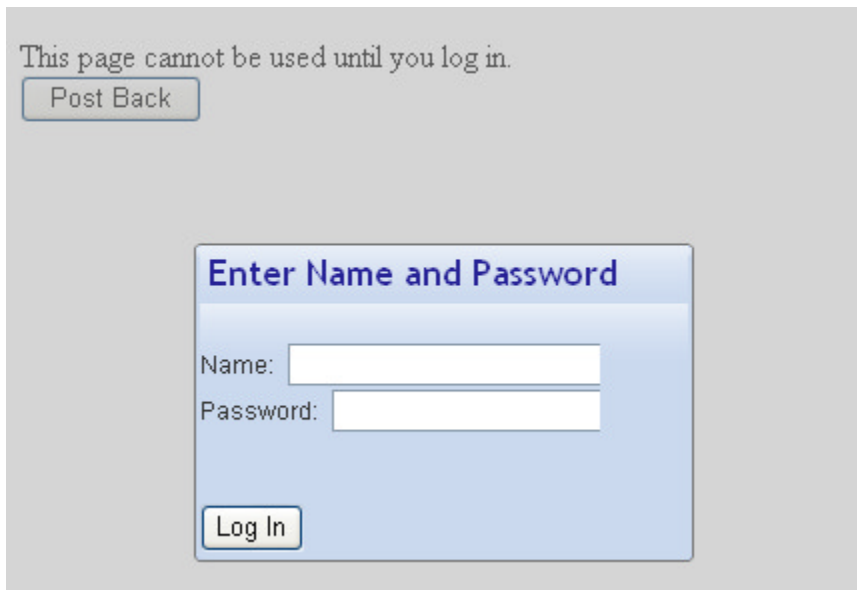 This page cannot be used until you log in.
Post Back
Enter Name and Password
Name:
Password:
Log In